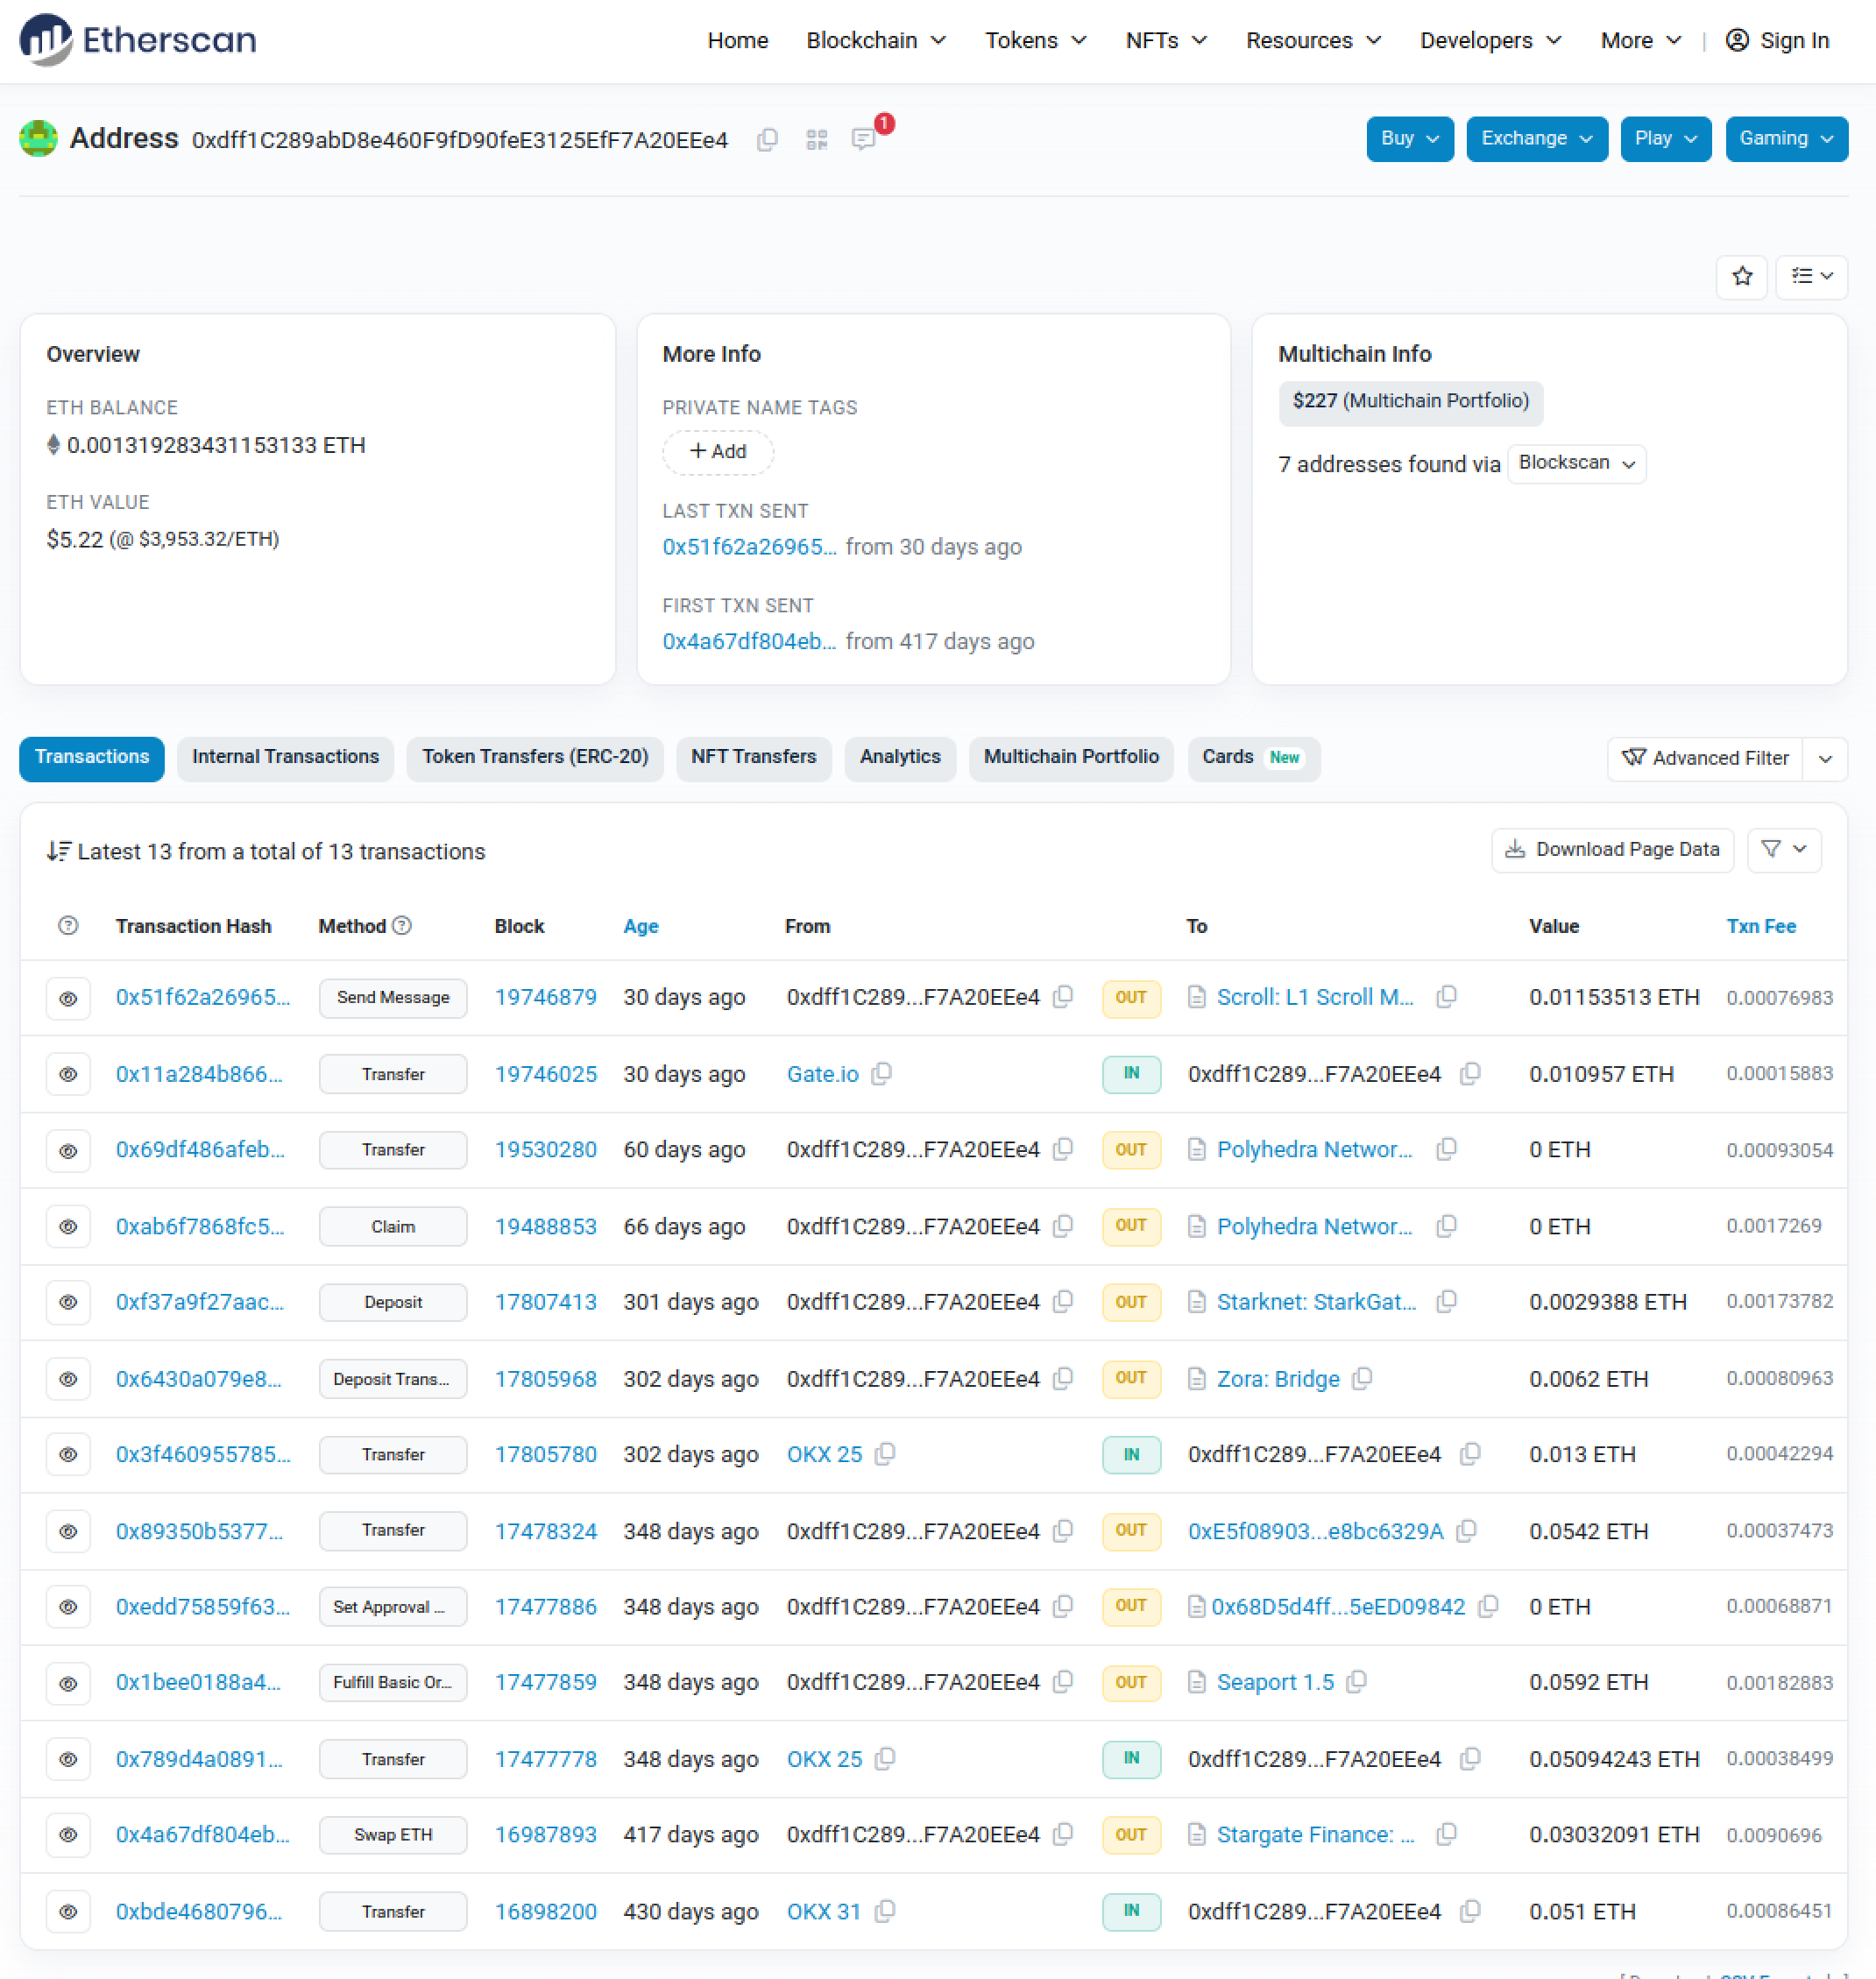 Etherscan
Home Blockchain Tokens NFTs Resources Developers More | Sign In
Address 0xdff1C289abD8e460F9fD90feE3125EfF7A20EEe4 1
Buy Exchange Play Gaming
Overview
ETH BALANCE
0.001319283431153133 ETH
ETH VALUE
$5.22 (@ $3,953.32/ETH)
More Info
PRIVATE NAME TAGS
+ Add
LAST TXN SENT
0x51f62a26965... from 30 days ago
FIRST TXN SENT
0x4a67df804eb... from 417 days ago
Multichain Info
$227 (Multichain Portfolio)
7 addresses found via Blockscan
Transactions Internal Transactions Token Transfers (ERC-20) NFT Transfers Analytics Multichain Portfolio Cards New Advanced Filter
Latest 13 from a total of 13 transactions Download Page Data
Transaction Hash Method Block Age From To Value Txn Fee
0x51f62a26965... Send Message 19746879 30 days ago 0xdff1C289...F7A20EEe4 OUT Scroll: L1 Scroll M... 0.01153513 ETH 0.00076983
0x11a284b866... Transfer 19746025 30 days ago Gate.io IN 0xdff1C289...F7A20EEe4 0.010957 ETH 0.00015883
0x69df486afeb... Transfer 19530280 60 days ago 0xdff1C289...F7A20EEe4 OUT Polyhedra Networ... 0 ETH 0.00093054
0xab6f7868fc5... Claim 19488853 66 days ago 0xdff1C289...F7A20EEe4 OUT Polyhedra Networ... 0 ETH 0.0017269
0xf37a9f27aac... Deposit 17807413 301 days ago 0xdff1C289...F7A20EEe4 OUT Starknet: StarkGat... 0.0029388 ETH 0.00173782
0x6430a079e8... Deposit Trans... 17805968 302 days ago 0xdff1C289...F7A20EEe4 OUT Zora: Bridge 0.0062 ETH 0.00080963
0x3f460955785... Transfer 17805780 302 days ago OKX 25 IN 0xdff1C289...F7A20EEe4 0.013 ETH 0.00042294
0x89350b5377... Transfer 17478324 348 days ago 0xdff1C289...F7A20EEe4 OUT 0xE5f08903...e8bc6329A 0.0542 ETH 0.00037473
0xedd75859f63... Set Approval ... 17477886 348 days ago 0xdff1C289...F7A20EEe4 OUT 0x68D5d4ff...5eED09842 0 ETH 0.00068871
0x1bee0188a4... Fulfill Basic Or... 17477859 348 days ago 0xdff1C289...F7A20EEe4 OUT Seaport 1.5 0.0592 ETH 0.00182883
0x789d4a0891... Transfer 17477778 348 days ago OKX 25 IN 0xdff1C289...F7A20EEe4 0.05094243 ETH 0.00038499
0x4a67df804eb... Swap ETH 16987893 417 days ago 0xdff1C289...F7A20EEe4 OUT Stargate Finance: ... 0.03032091 ETH 0.0090696
0xbde4680796... Transfer 16898200 430 days ago OKX 31 IN 0xdff1C289...F7A20EEe4 0.051 ETH 0.00086451